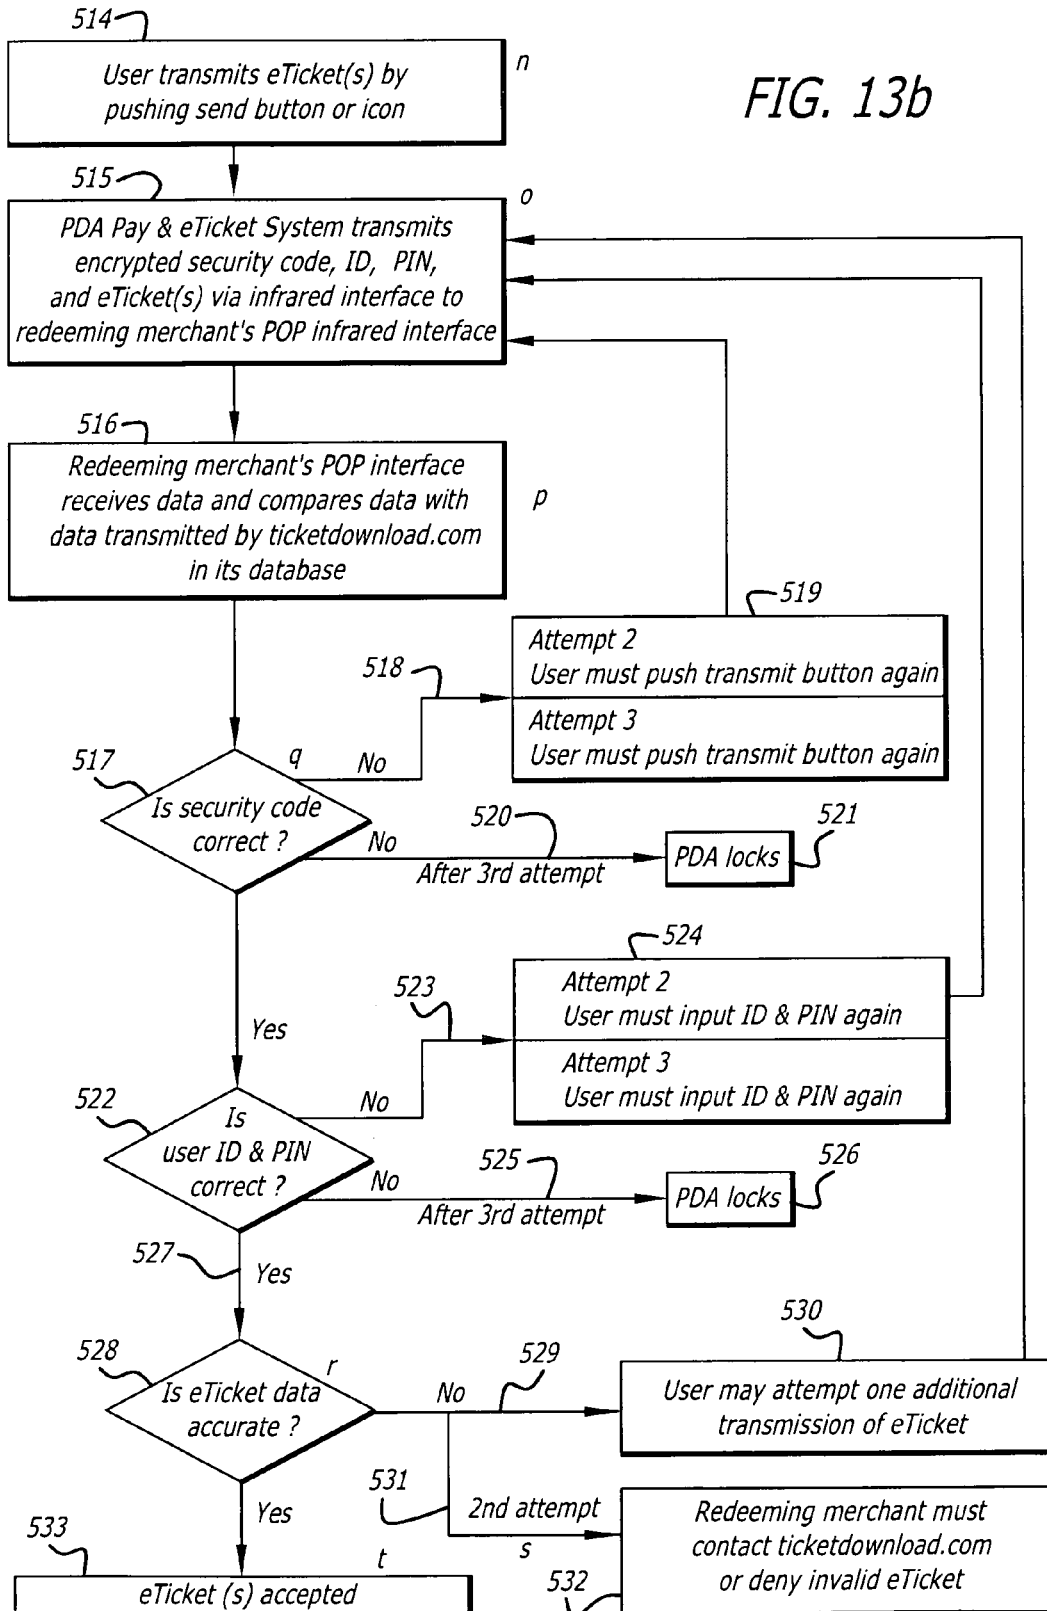 514
User transmits eTicket(s) by
pushing send button or icon
n
FIG. 13b
515
o
PDA Pay & eTicket System transmits
encrypted security code, ID, PIN,
and eTicket(s) via infrared interface to
redeeming merchant's POP infrared interface
516
Redeeming merchant's POP interface
receives data and compares data with
data transmitted by ticketdownload.com
in its database
p
519
Attempt 2
User must push transmit button again
Attempt 3
User must push transmit button again
518
517
q
No
Is security code
correct ?
No
520
After 3rd attempt
521
PDA locks
524
Attempt 2
User must input ID & PIN again
Attempt 3
User must input ID & PIN again
523
Yes
522
No
Is
user ID & PIN
correct ?
No
525
After 3rd attempt
526
PDA locks
527
Yes
530
528
r
Is eTicket data
accurate ?
No
529
User may attempt one additional
transmission of eTicket
531
Yes
2nd attempt
s
Redeeming merchant must
contact ticketdownload.com
or deny invalid eTicket
533
t
532
eTicket (s) accepted